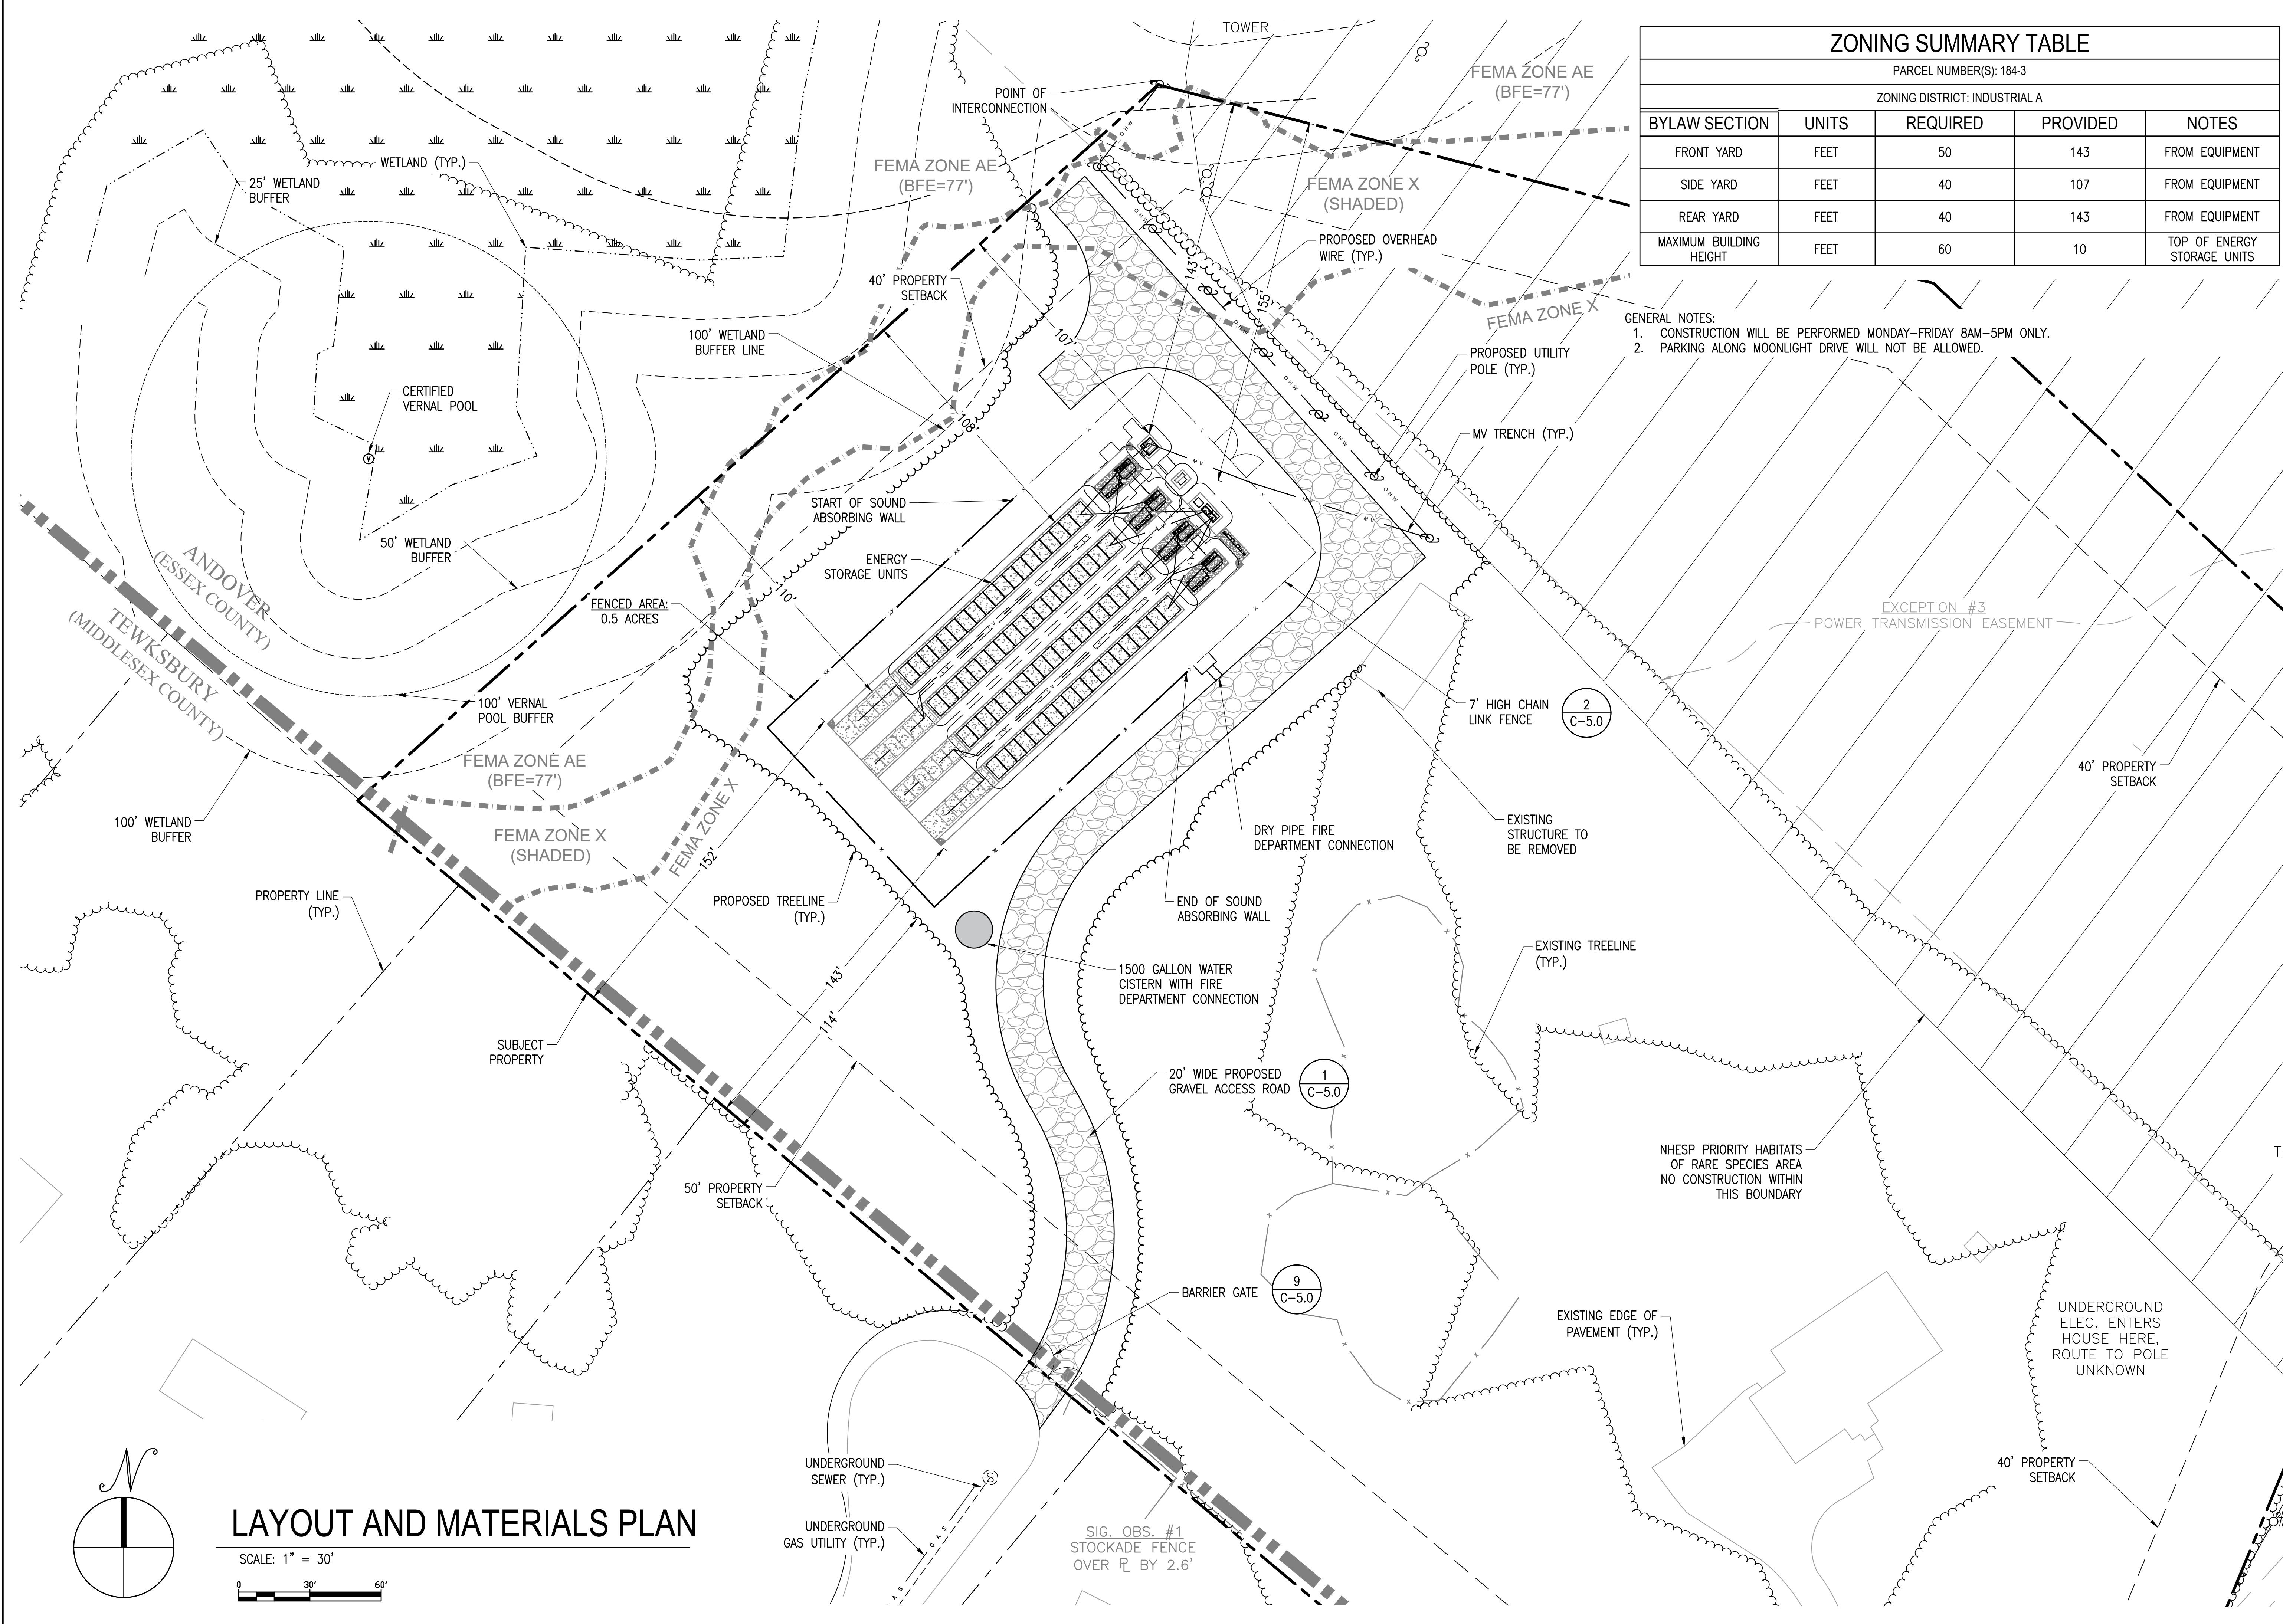 TOWER
ZONING SUMMARY TABLE
PARCEL NUMBER(S): 184-3
ZONING DISTRICT: INDUSTRIAL A
BYLAW SECTION UNITS REQUIRED PROVIDED NOTES
FRONT YARD FEET 50 143 FROM EQUIPMENT
SIDE YARD FEET 40 107 FROM EQUIPMENT
REAR YARD FEET 40 143 FROM EQUIPMENT
MAXIMUM BUILDING HEIGHT FEET 60 10 TOP OF ENERGY STORAGE UNITS
GENERAL NOTES:
1. CONSTRUCTION WILL BE PERFORMED MONDAY-FRIDAY 8AM-5PM ONLY.
2. PARKING ALONG MOONLIGHT DRIVE WILL NOT BE ALLOWED.
POINT OF
INTERCONNECTION
FEMA ZONE AE
(BFE=77')
FEMA ZONE AE
(BFE=77')
FEMA ZONE X
(SHADED)
FEMA ZONE X
WETLAND (TYP.)
25' WETLAND
BUFFER
OHW
OHW
OHW
OHW
OHW
OHW
OHW
PROPOSED OVERHEAD
WIRE (TYP.)
40' PROPERTY
SETBACK
143'
155'
107'
108'
100' WETLAND
BUFFER LINE
PROPOSED UTILITY
POLE (TYP.)
CERTIFIED
VERNAL POOL
V
MV TRENCH (TYP.)
MV
MV
START OF SOUND
ABSORBING WALL
ENERGY
STORAGE UNITS
50' WETLAND
BUFFER
FENCED AREA:
0.5 ACRES
ANDOVER
(ESSEX COUNTY)
TEWKSBURY
(MIDDLESEX COUNTY)
EXCEPTION #3
POWER TRANSMISSION EASEMENT
100' VERNAL
POOL BUFFER
7' HIGH CHAIN
LINK FENCE
2
C-5.0
FEMA ZONE AE
(BFE=77')
FEMA ZONE X
(SHADED)
FEMA ZONE X
152'
40' PROPERTY
SETBACK
100' WETLAND
BUFFER
DRY PIPE FIRE
DEPARTMENT CONNECTION
EXISTING
STRUCTURE TO
BE REMOVED
PROPERTY LINE
(TYP.)
PROPOSED TREELINE
(TYP.)
END OF SOUND
ABSORBING WALL
EXISTING TREELINE
(TYP.)
1500 GALLON WATER
CISTERN WITH FIRE
DEPARTMENT CONNECTION
143'
114'
SUBJECT
PROPERTY
20' WIDE PROPOSED
GRAVEL ACCESS ROAD
1
C-5.0
NHESP PRIORITY HABITATS
OF RARE SPECIES AREA
NO CONSTRUCTION WITHIN
THIS BOUNDARY
50' PROPERTY
SETBACK
BARRIER GATE
9
C-5.0
EXISTING EDGE OF
PAVEMENT (TYP.)
UNDERGROUND
ELEC. ENTERS
HOUSE HERE,
ROUTE TO POLE
UNKNOWN
UNDERGROUND
SEWER (TYP.)
S
UNDERGROUND
GAS UTILITY (TYP.)
GAS
SIG. OBS. #1
STOCKADE FENCE
OVER PL BY 2.6'
40' PROPERTY
SETBACK
N
LAYOUT AND MATERIALS PLAN
SCALE: 1" = 30'
0 30' 60'